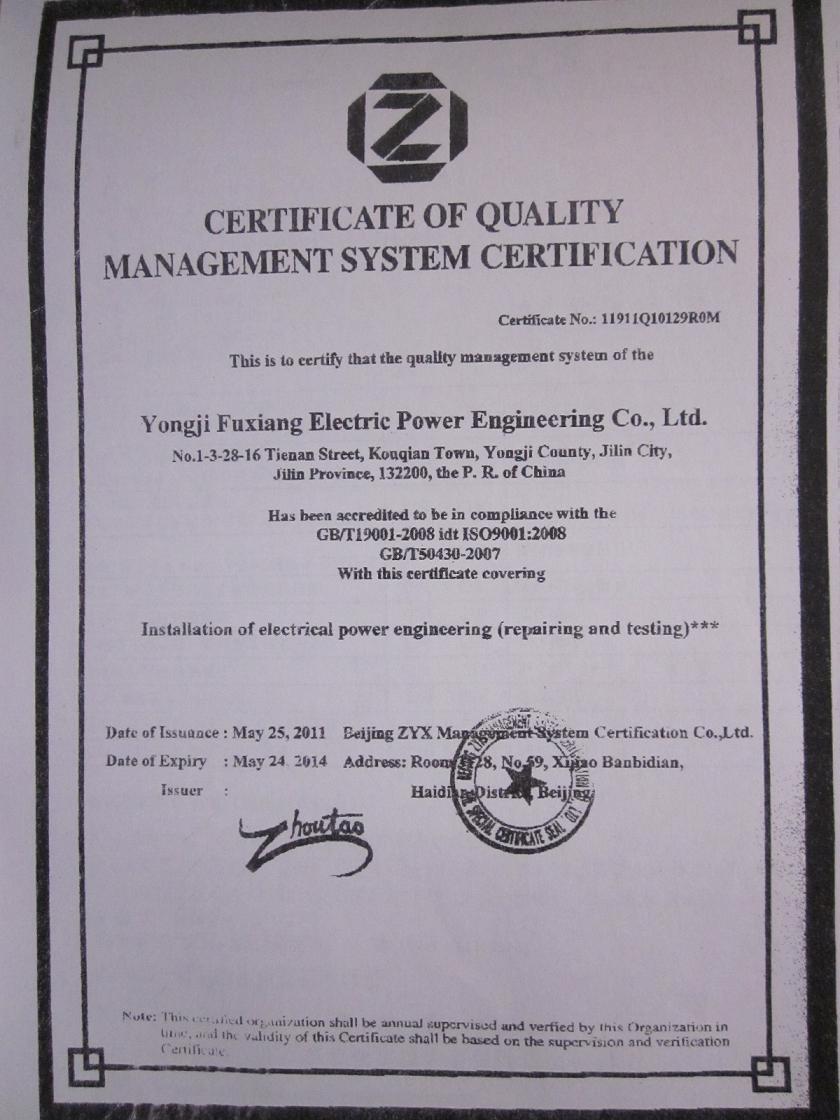 Z
CERTIFICATE OF QUALITY
MANAGEMENT SYSTEM CERTIFICATION
Certificate No.: 11911Q10129R0M
This is to certify that the quality management system of the
Yongji Fuxiang Electric Power Engineering Co., Ltd.
No.1-3-28-16 Tienan Street, Kouqian Town, Yongji County, Jilin City,
Jilin Province, 132200, the P. R. of China
Has been accredited to be in compliance with the
GB/T19001-2008 idt ISO9001:2008
GB/T50430-2007
With this certificate covering
Installation of electrical power engineering (repairing and testing)***
Date of Issuance : May 25, 2011 Beijing ZYX Management System Certification Co.,Ltd.
Date of Expiry : May 24 2014 Address: Room 28, No.59, Banbidian,
Issuer : Haidian District, Beijing
Zhoutao
THE SPECIAL CERTIFICATE SEAL
Note: This certified organization shall be annual supervised and verfied by this Organization in
time, and the validity of this Certificate shall be based on the supervision and verification
Certificate.